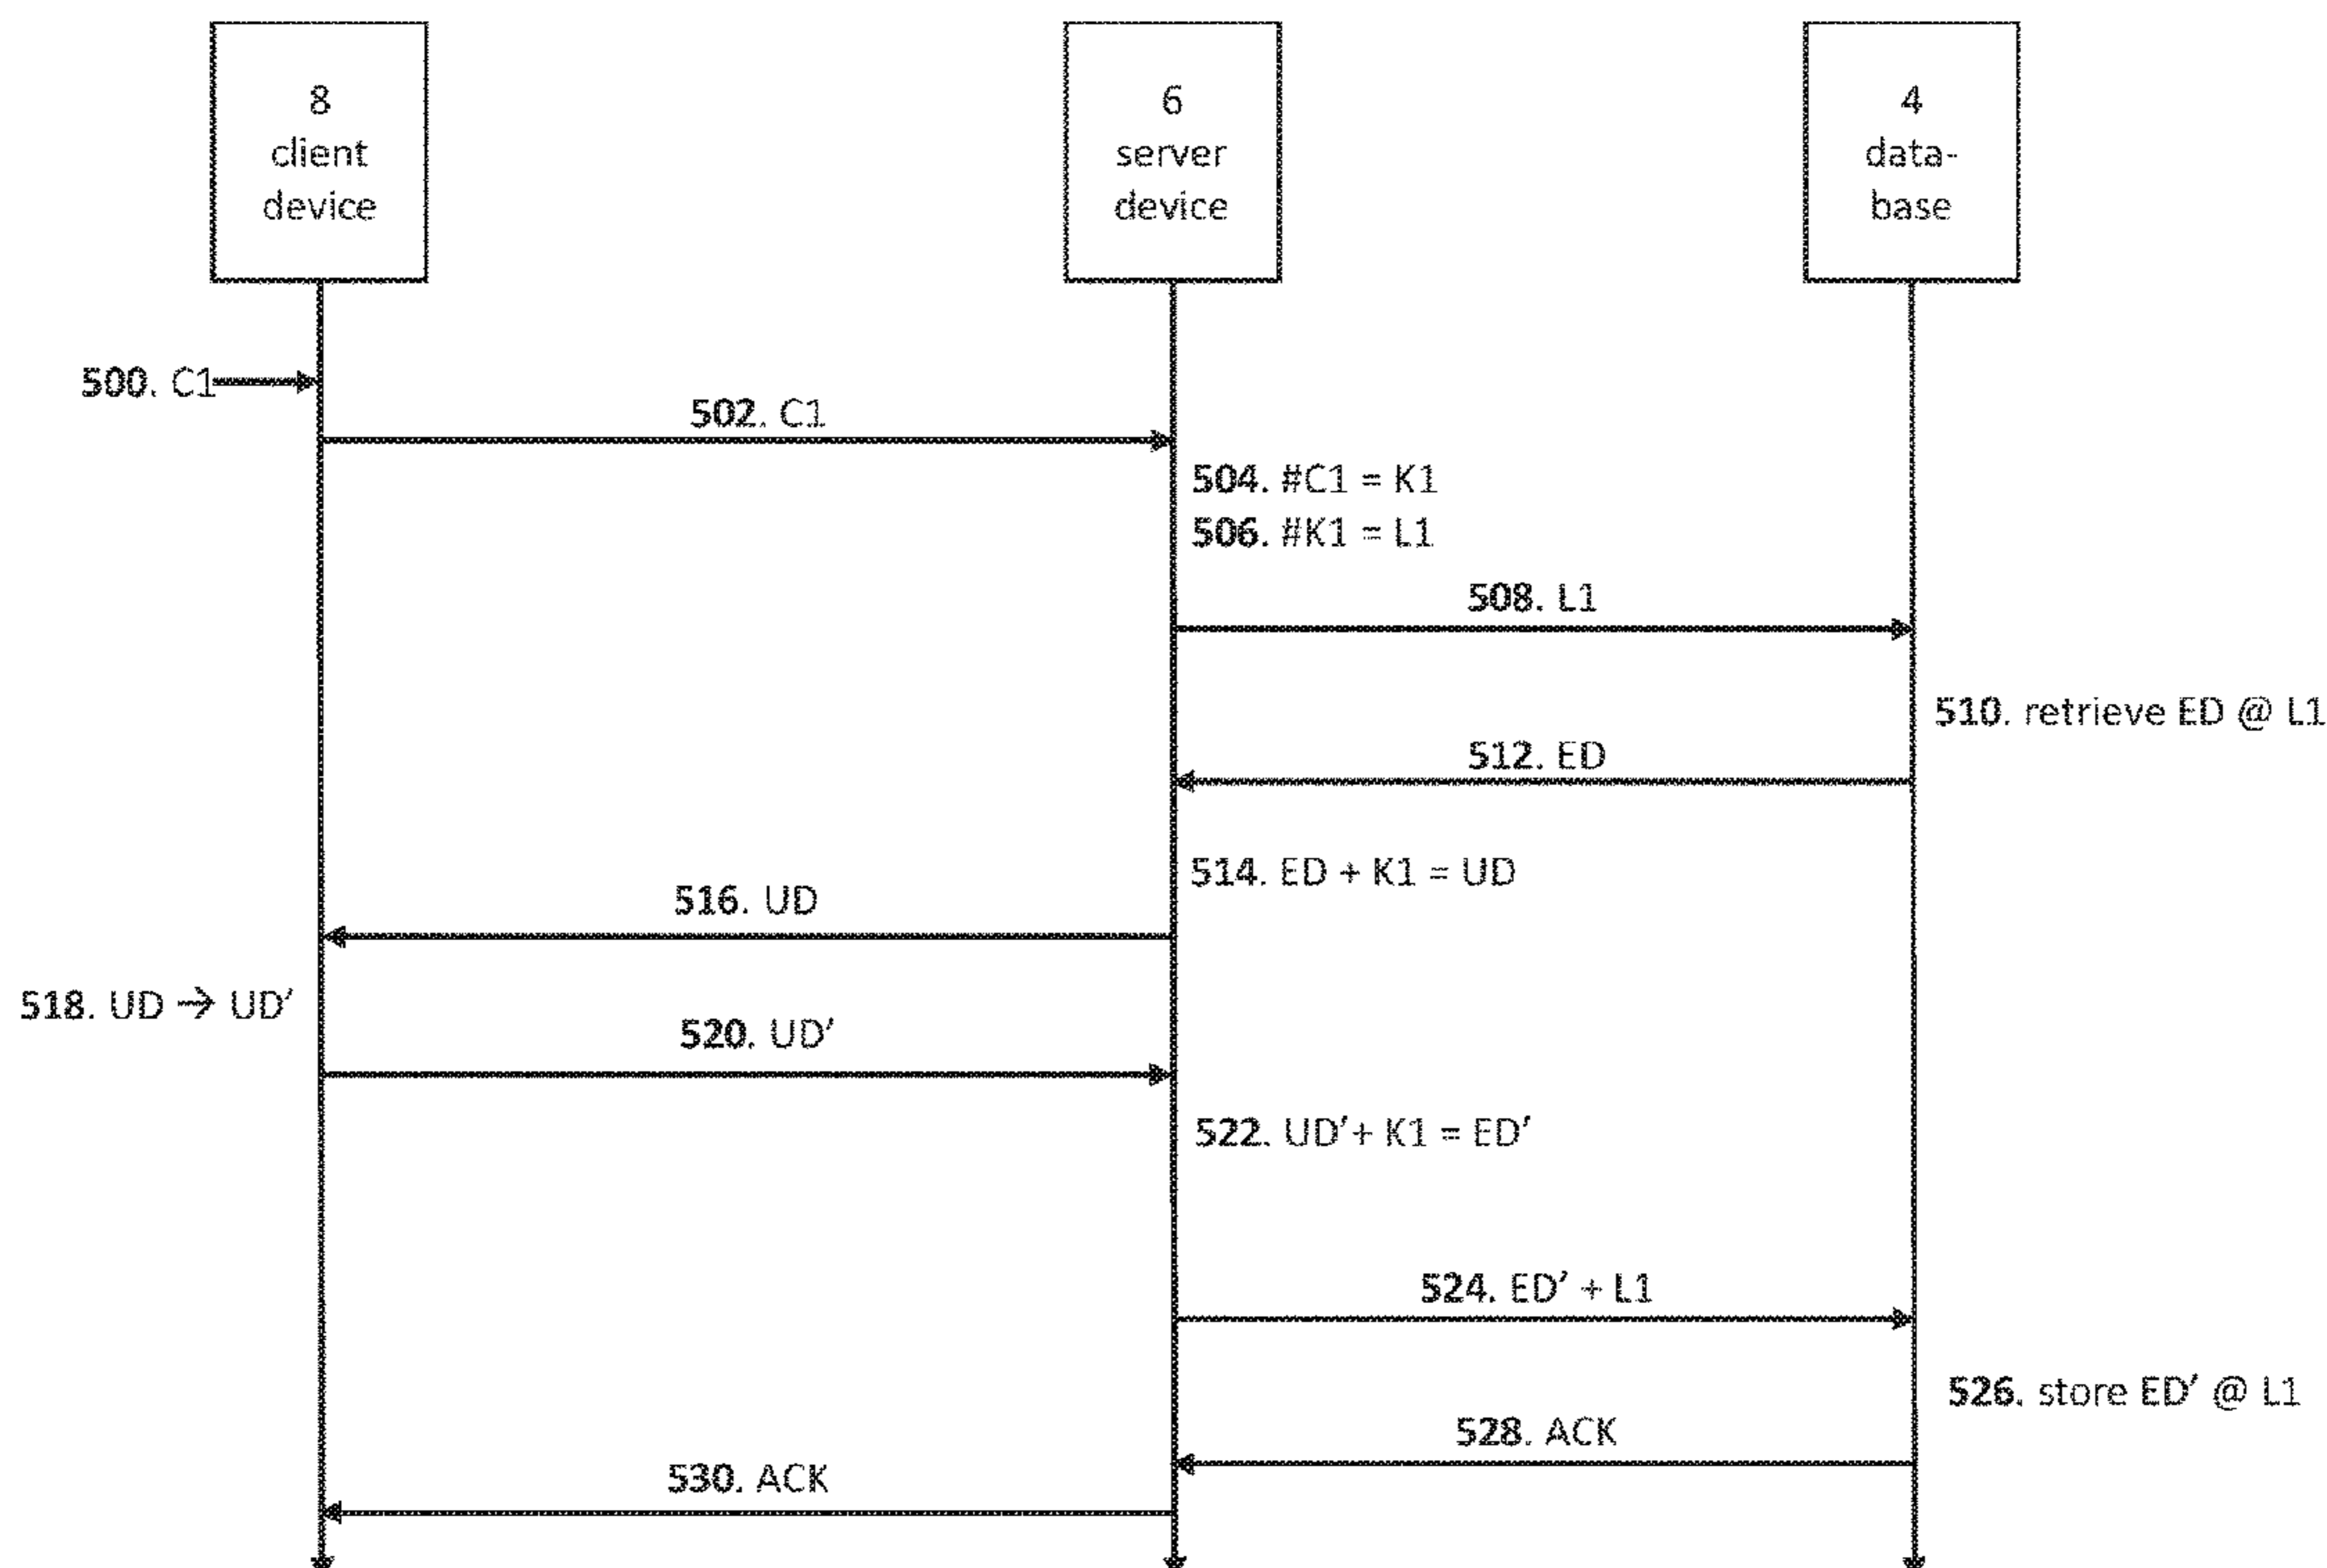 8
client
device
6
server
device
4
data-
base
500. C1
502. C1
504. #C1 = K1
506. #K1 = L1
508. L1
510. retrieve ED @ L1
512. ED
514. ED + K1 = UD
516. UD
518. UD → UD′
520. UD′
522. UD′+ K1 = ED′
524. ED′ + L1
526. store ED′ @ L1
528. ACK
530. ACK